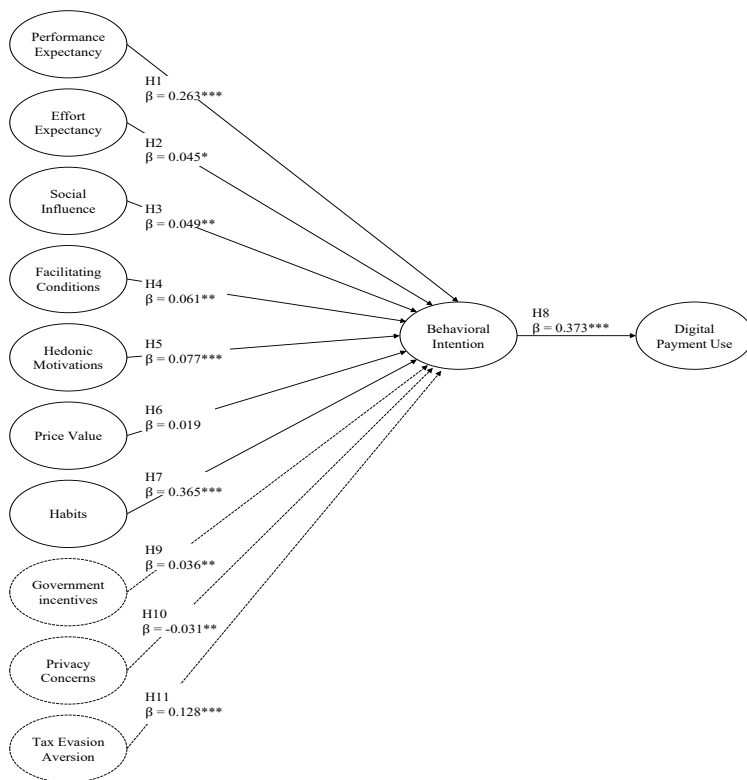 Performance
Expectancy
H1
β = 0.263***
Effort
Expectancy
H2
β = 0.045*
Social
Influence
H3
β = 0.049**
Facilitating
Conditions
H4
β = 0.061**
Hedonic
Motivations
H5
β = 0.077***
Price Value
H6
β = 0.019
Habits
H7
β = 0.365***
Government
incentives
H9
β = 0.036**
Privacy
Concerns
H10
β = -0.031**
Tax Evasion
Aversion
H11
β = 0.128***
Behavioral
Intention
H8
β = 0.373***
Digital
Payment Use